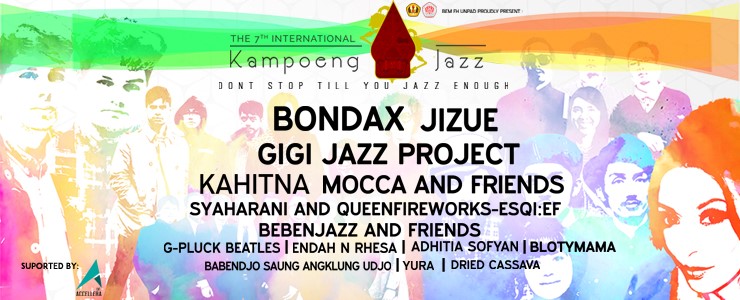 BEM FH UNPAD PROUDLY PRESENT :
THE 7TH INTERNATIONAL
Kampoeng Jazz
DONT STOP TILL YOU JAZZ ENOUGH
BONDAX JIZUE
GIGI JAZZ PROJECT
KAHITNA MOCCA AND FRIENDS
SYAHARANI AND QUEENFIREWORKS-ESQI:EF
BEBENJAZZ AND FRIENDS
G-PLUCK BEATLES | ENDAH N RHESA | ADHITIA SOFYAN | BLOTYMAMA
SUPORTED BY:
BABENDJO SAUNG ANGKLUNG UDJO | YURA | DRIED CASSAVA
ACCELERA